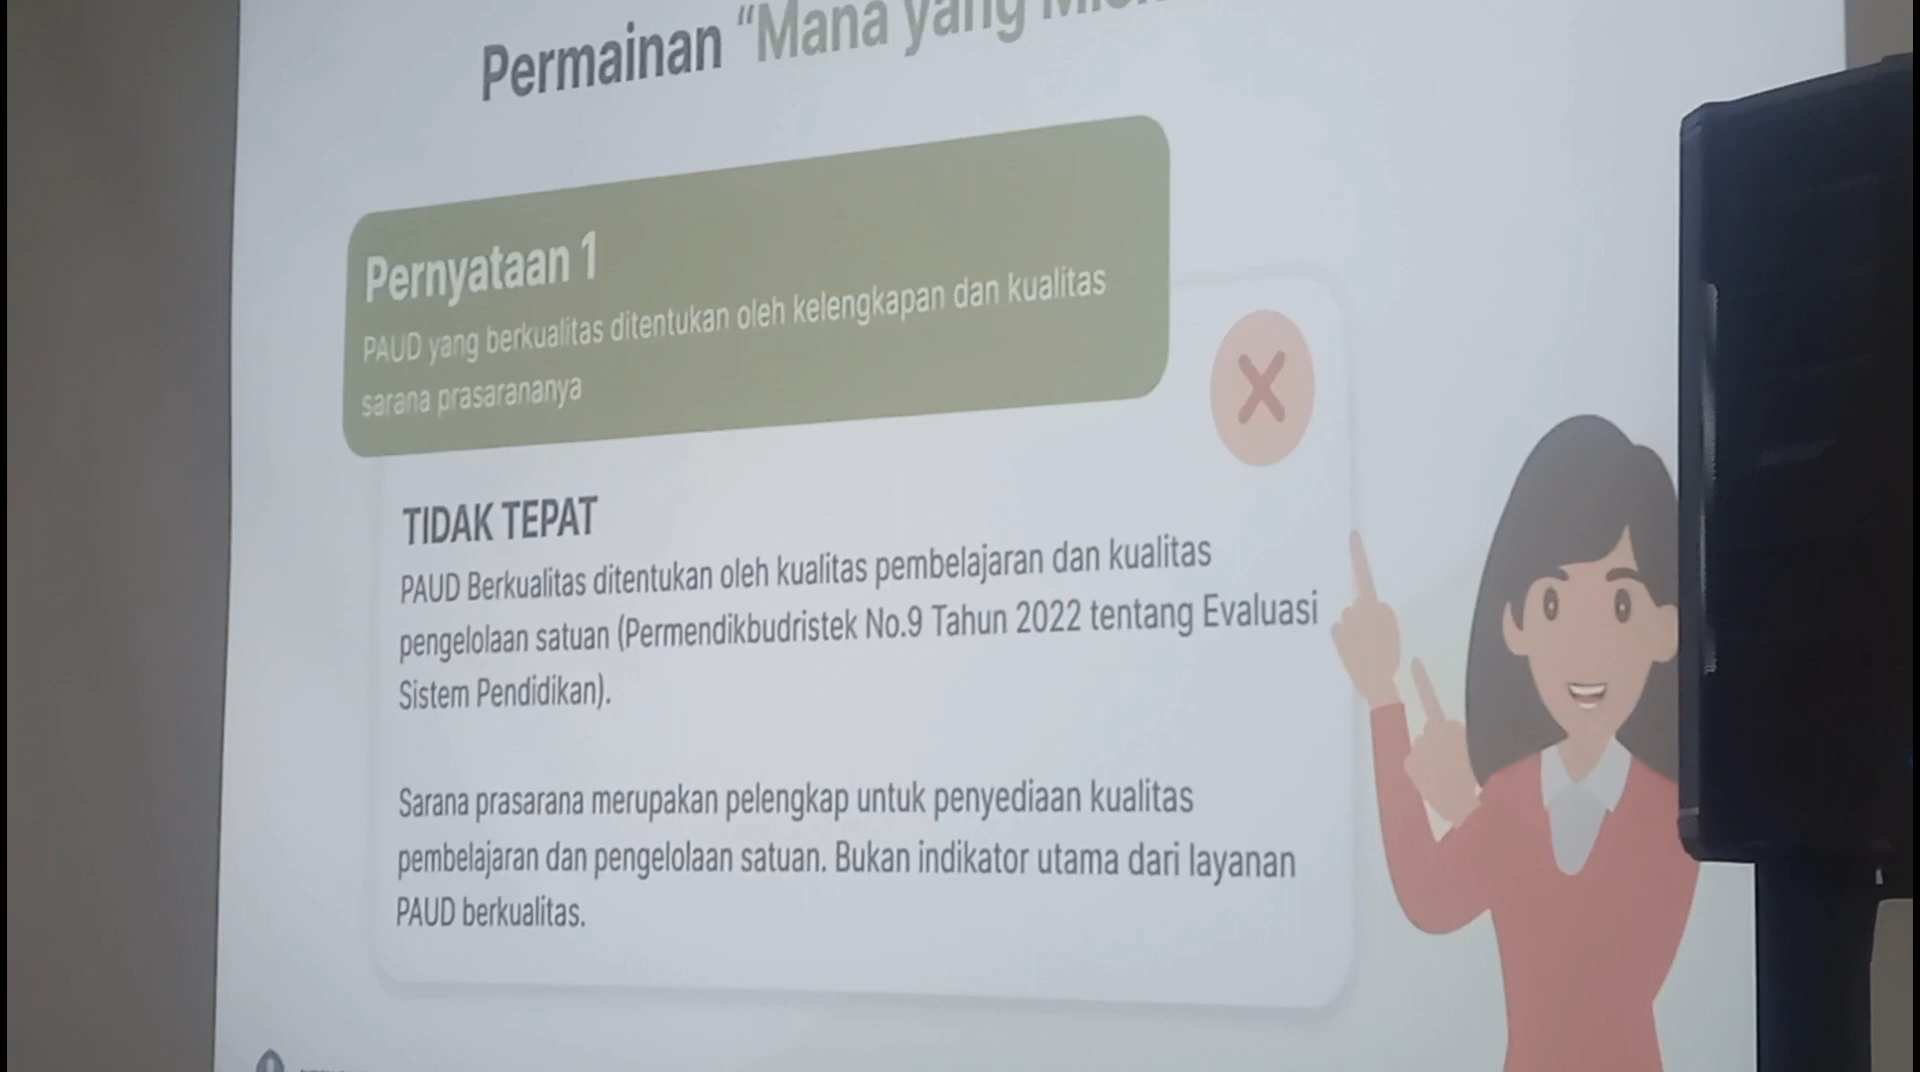 Permainan “Mana yang
Pernyataan 1
PAUD yang berkualitas ditentukan oleh kelengkapan dan kualitas
sarana prasarananya
TIDAK TEPAT
PAUD Berkualitas ditentukan oleh kualitas pembelajaran dan kualitas
pengelolaan satuan (Permendikbudristek No.9 Tahun 2022 tentang Evaluasi
Sistem Pendidikan).
Sarana prasarana merupakan pelengkap untuk penyediaan kualitas
pembelajaran dan pengelolaan satuan. Bukan indikator utama dari layanan
PAUD berkualitas.